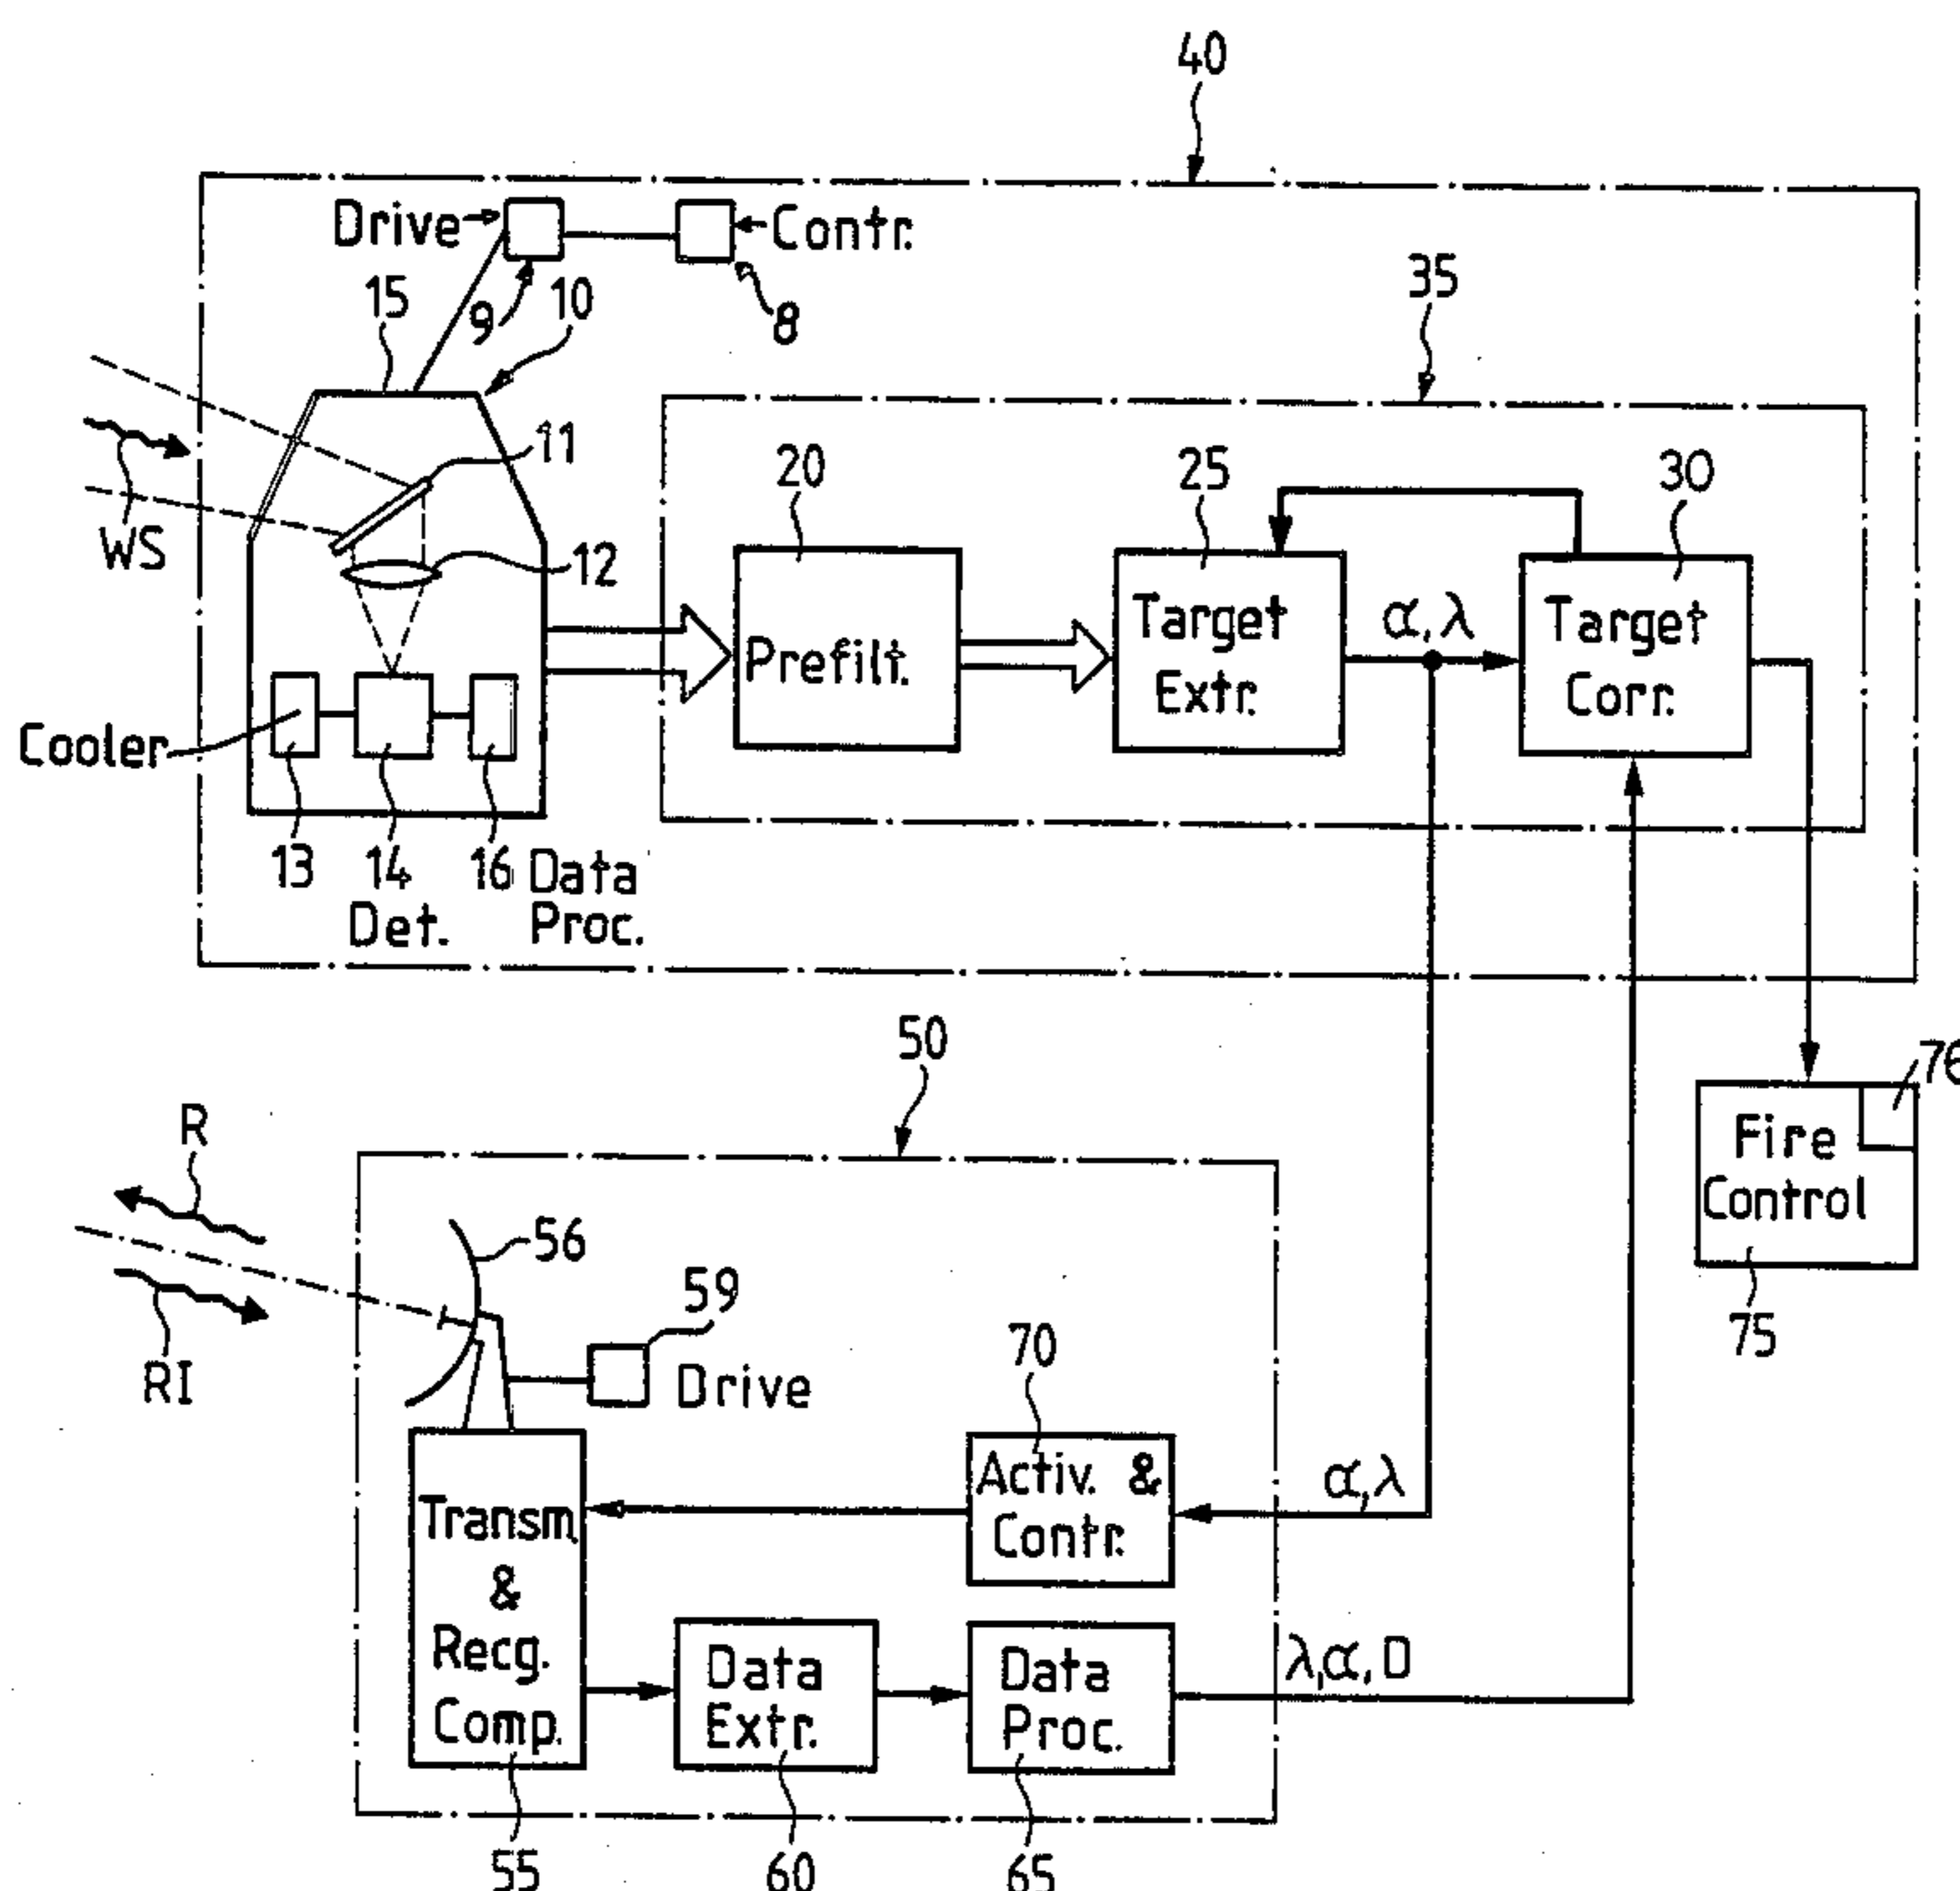 40
Drive
Contr.
15
9
10
8
35
11
WS
12
20
25
30
Prefilt.
Target
Extr.
α, λ
Target
Corr.
Cooler
13
14
16
Data
Proc.
Det.
50
76
Fire
Control
75
R
RI
56
59
Drive
70
Activ. &
Contr.
α, λ
Transm.
&
Recg.
Comp.
Data
Extr.
Data
Proc.
λ, α, D
55
60
65